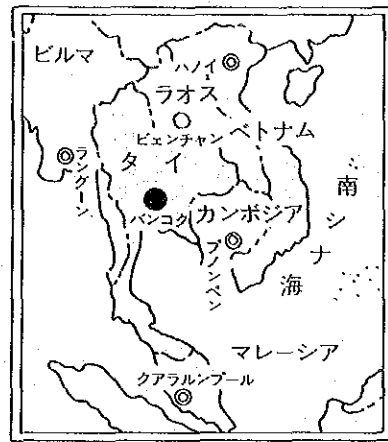 ビルマ
ハノイ
ラオス
ビエンチャン
ベトナム
ラングーン
タイ
バンコク
カンボジア
プノンペン
南シナ海
マレーシア
クアラルンプール